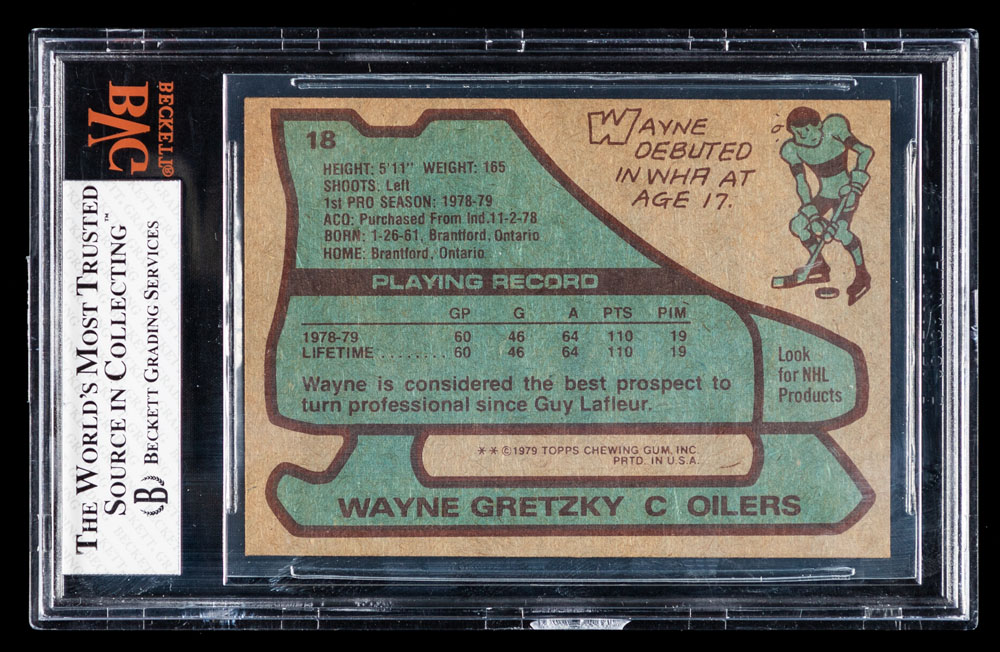 BECKETT®
BVG
THE WORLD'S MOST TRUSTED
SOURCE IN COLLECTING™
B BECKETT GRADING SERVICES
18
HEIGHT: 5'11" WEIGHT: 165
SHOOTS: Left
1st PRO SEASON: 1978-79
ACQ: Purchased From Ind.11-2-78
BORN: 1-26-61, Brantford, Ontario
HOME: Brantford, Ontario
WAYNE
DEBUTED
IN WHA AT
AGE 17.
PLAYING RECORD
GP G A PTS PIM
1978-79 60 46 64 110 19
LIFETIME ........ 60 46 64 110 19
Wayne is considered the best prospect to
turn professional since Guy Lafleur.
Look
for NHL
Products
** ©1979 TOPPS CHEWING GUM, INC.
PRTD. IN U.S.A.
WAYNE GRETZKY C OILERS